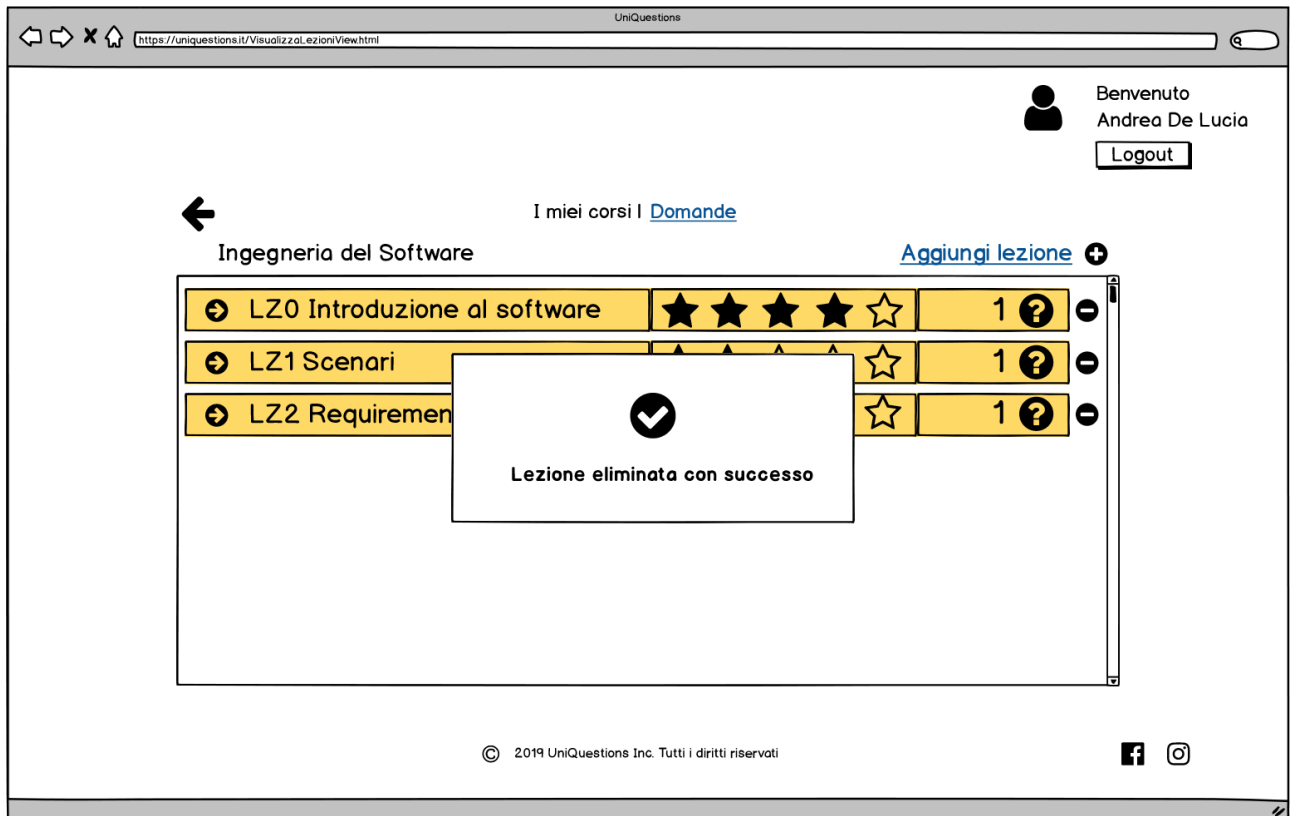 UniQuestions
https://uniquestions.it/VisualizzaLezioniView.html
Benvenuto
Andrea De Lucia
Logout
I miei corsi | Domande
Ingegneria del Software
Aggiungi lezione
LZ0 Introduzione al software
1 ?
LZ1 Scenari
1 ?
LZ2 Requiremen
1 ?
Lezione eliminata con successo
© 2019 UniQuestions Inc. Tutti i diritti riservati